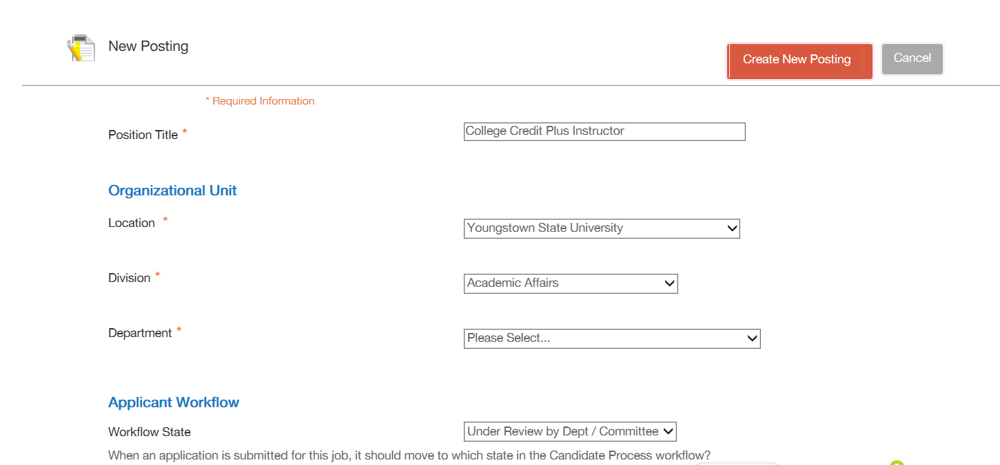 New Posting
Create New Posting
Cancel
* Required Information
Position Title *
College Credit Plus Instructor
Organizational Unit
Location *
Youngstown State University
Division *
Academic Affairs
Department *
Please Select...
Applicant Workflow
Workflow State
Under Review by Dept / Committee
When an application is submitted for this job, it should move to which state in the Candidate Process workflow?